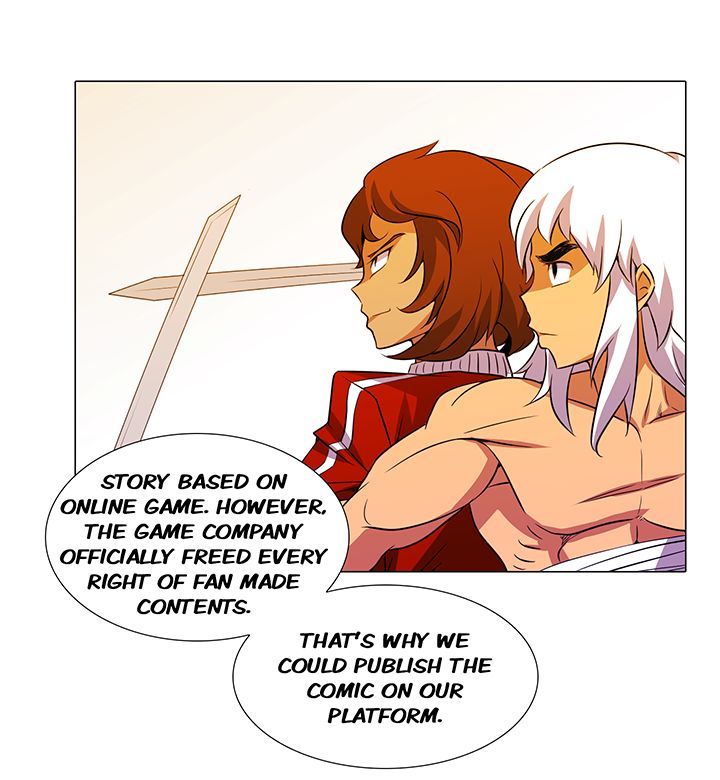 STORY BASED ON
ONLINE GAME. HOWEVER,
THE GAME COMPANY
OFFICIALLY FREED EVERY
RIGHT OF FAN MADE
CONTENTS.
THAT'S WHY WE
COULD PUBLISH THE
COMIC ON OUR
PLATFORM.